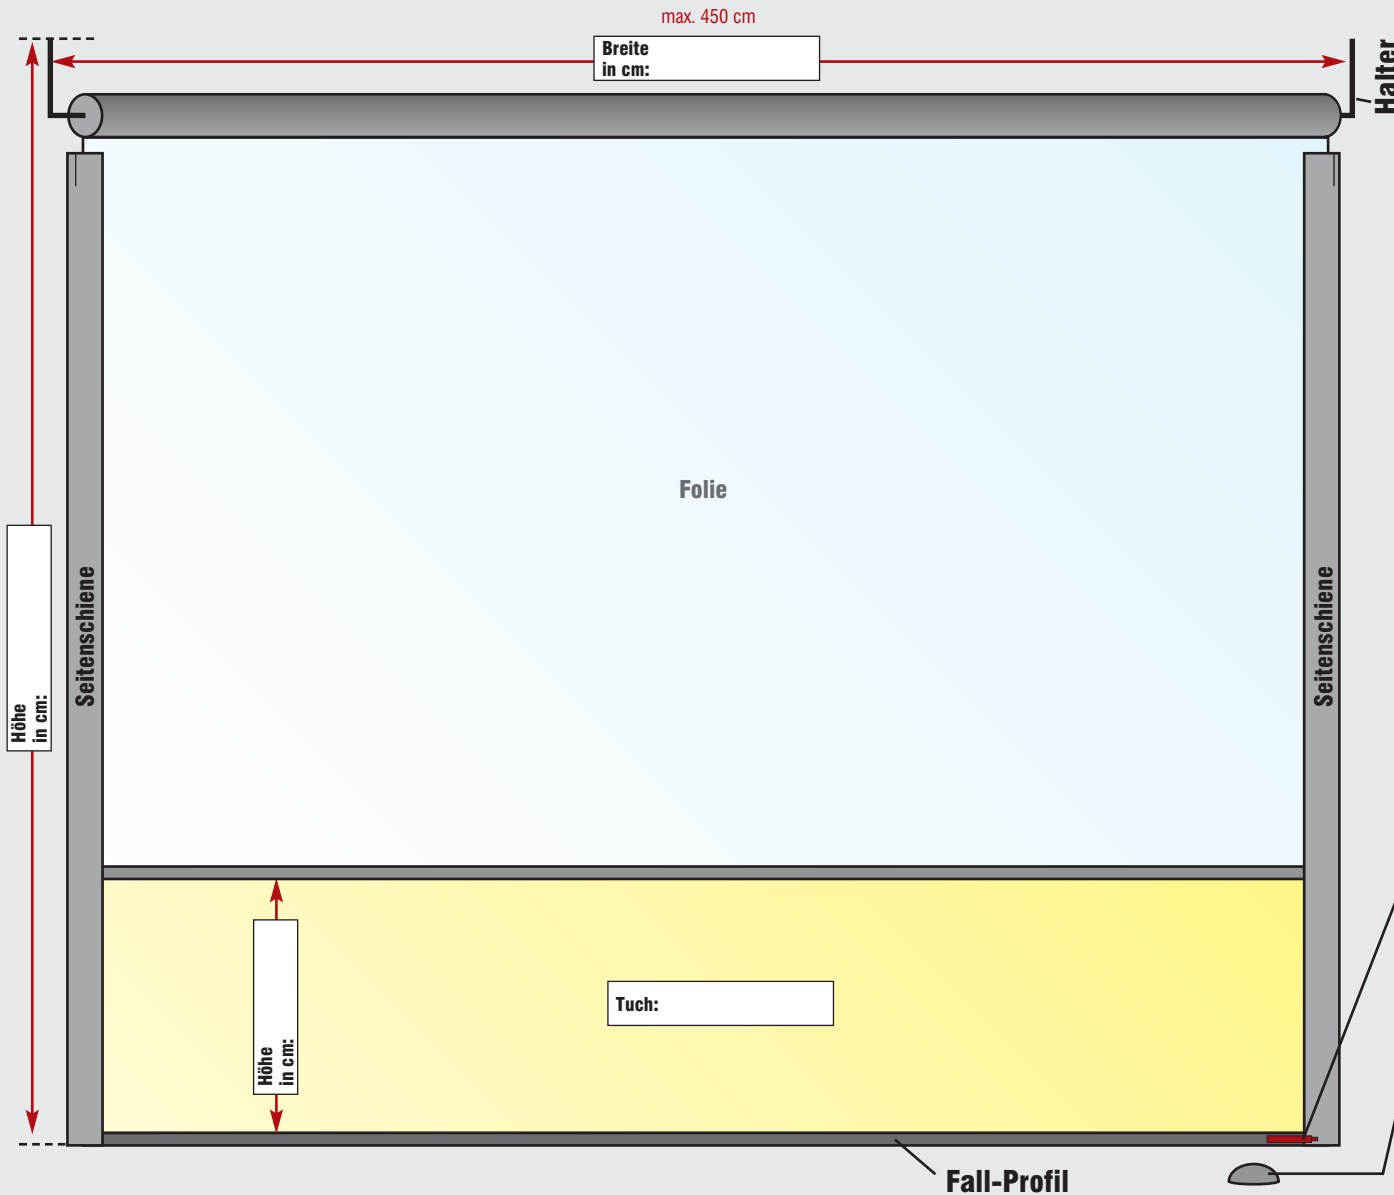 max. 450 cm
Breite
in cm:
Halter
Folie
Seitenschiene
Seitenschiene
Höhe
in cm:
Höhe
in cm:
Tuch:
Fall-Profil